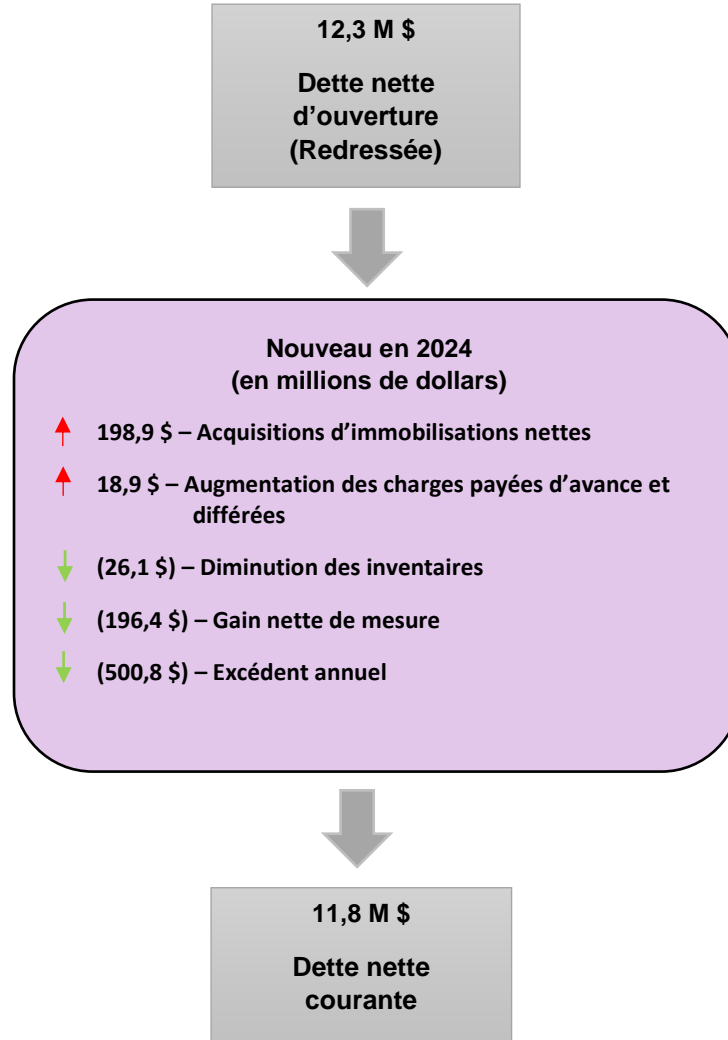 12,3 M $
Dette nette
d’ouverture
(Redressée)
Nouveau en 2024
(en millions de dollars)
198,9 $ – Acquisitions d’immobilisations nettes
18,9 $ – Augmentation des charges payées d’avance et
différées
(26,1 $) – Diminution des inventaires
(196,4 $) – Gain nette de mesure
(500,8 $) – Excédent annuel
11,8 M $
Dette nette
courante